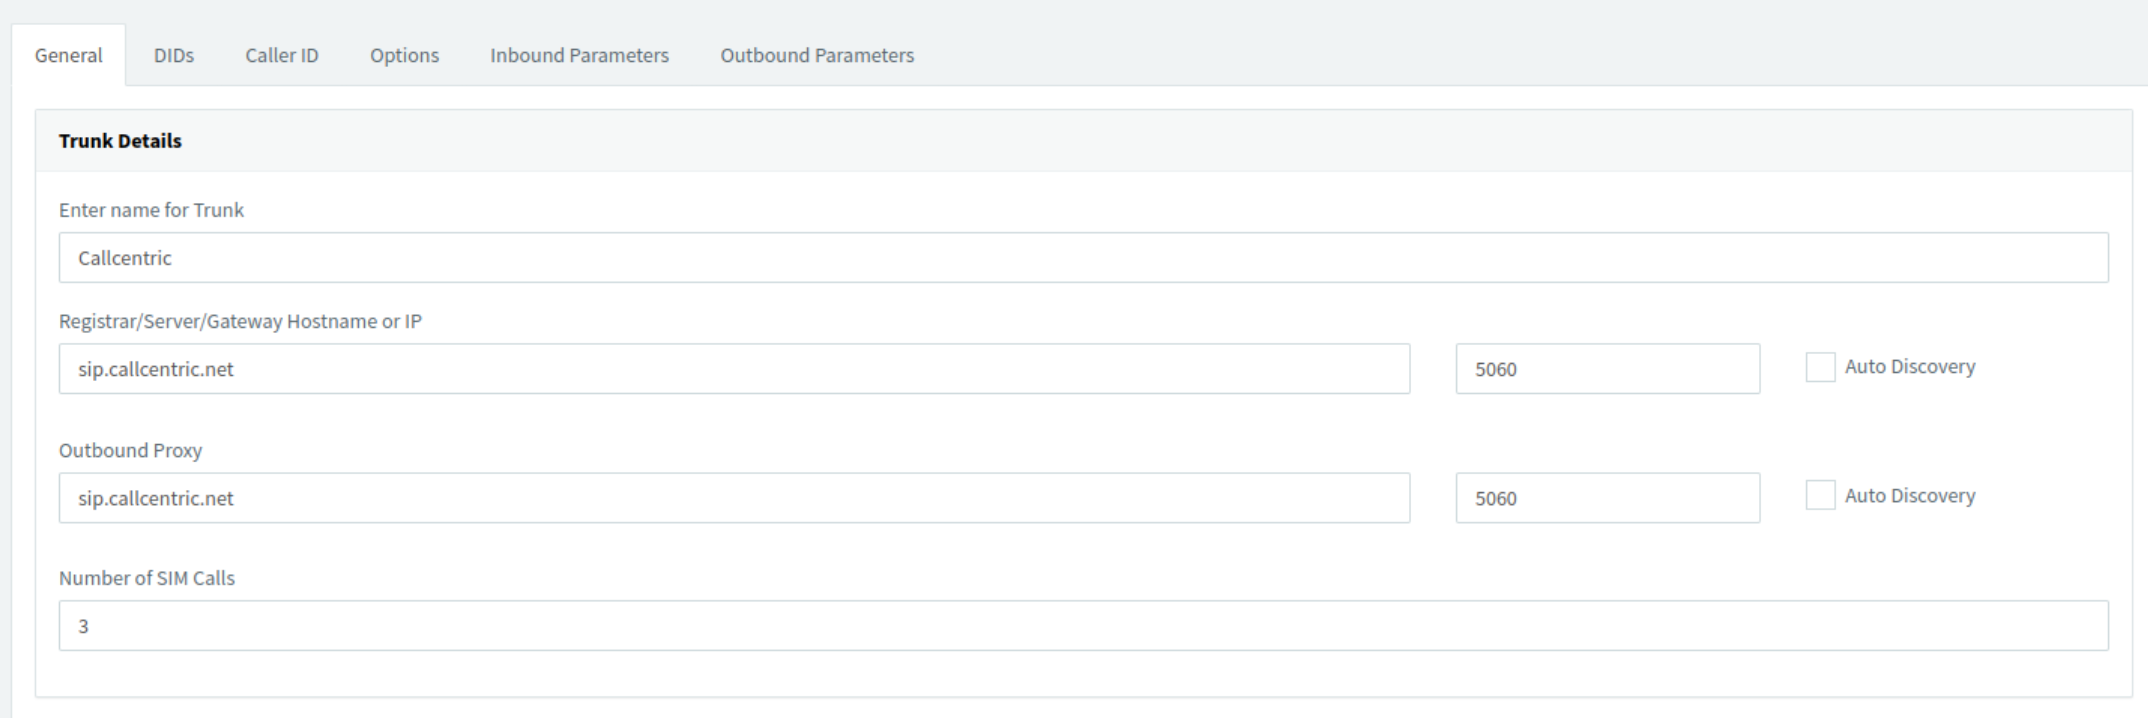 General DIDs Caller ID Options Inbound Parameters Outbound Parameters
Trunk Details
Enter name for Trunk
Callcentric
Registrar/Server/Gateway Hostname or IP
sip.callcentric.net 5060 Auto Discovery
Outbound Proxy
sip.callcentric.net 5060 Auto Discovery
Number of SIM Calls
3